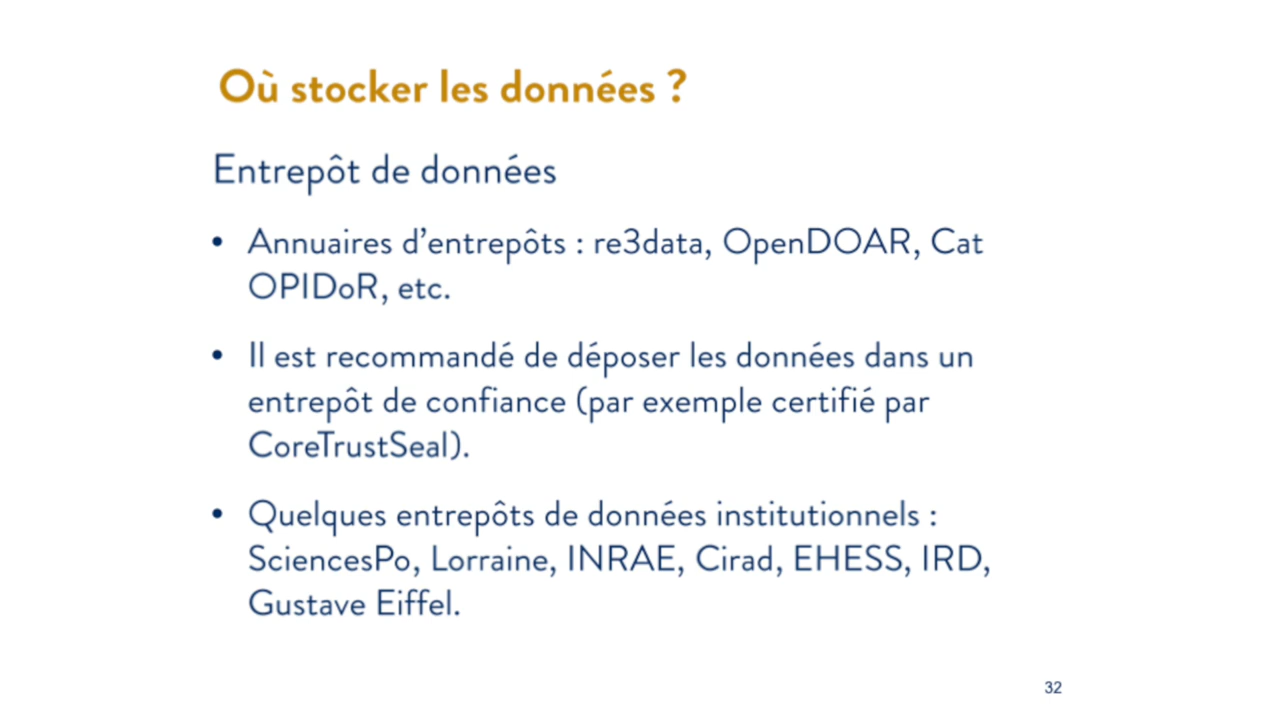 Où stocker les données ?
Entrepôt de données
• Annuaires d’entrepôts : re3data, OpenDOAR, Cat
OPIDoR, etc.
• Il est recommandé de déposer les données dans un
entrepôt de confiance (par exemple certifié par
CoreTrustSeal).
• Quelques entrepôts de données institutionnels :
SciencesPo, Lorraine, INRAE, Cirad, EHESS, IRD,
Gustave Eiffel.
32